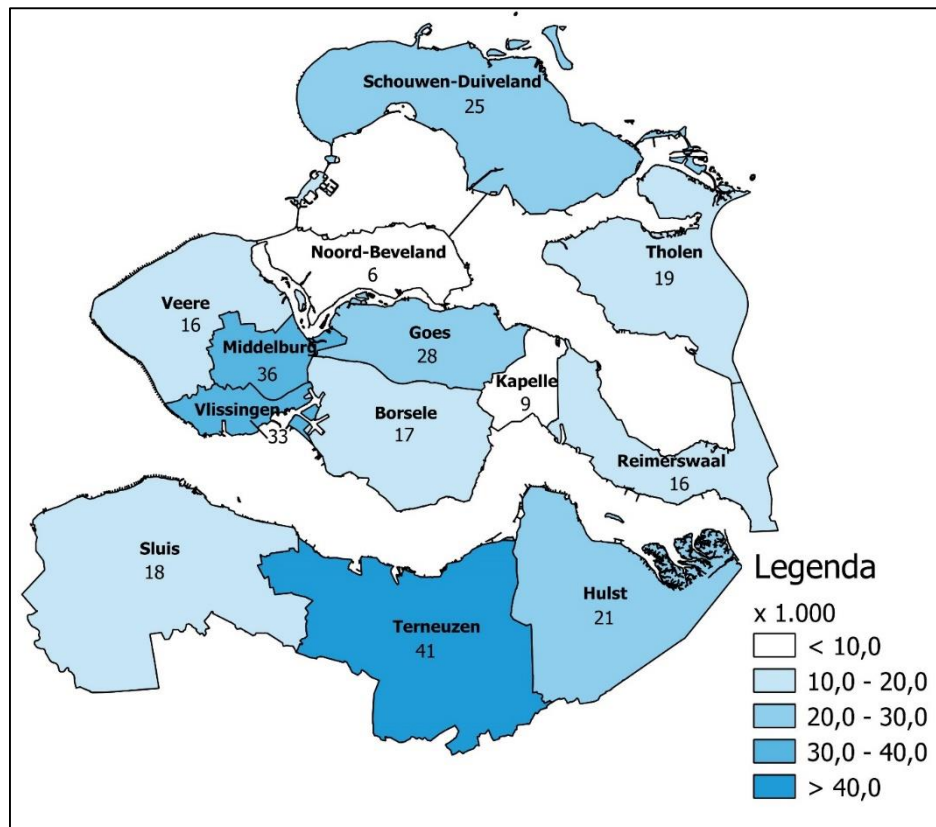 Schouwen-Duiveland
25
Noord-Beveland
6
Tholen
19
Veere
16
Middelburg
36
Goes
28
Kapelle
9
Vlissingen
33
Borsele
17
Reimerswaal
16
Sluis
18
Terneuzen
41
Hulst
21
Legenda
x 1.000
< 10,0
10,0 - 20,0
20,0 - 30,0
30,0 - 40,0
> 40,0